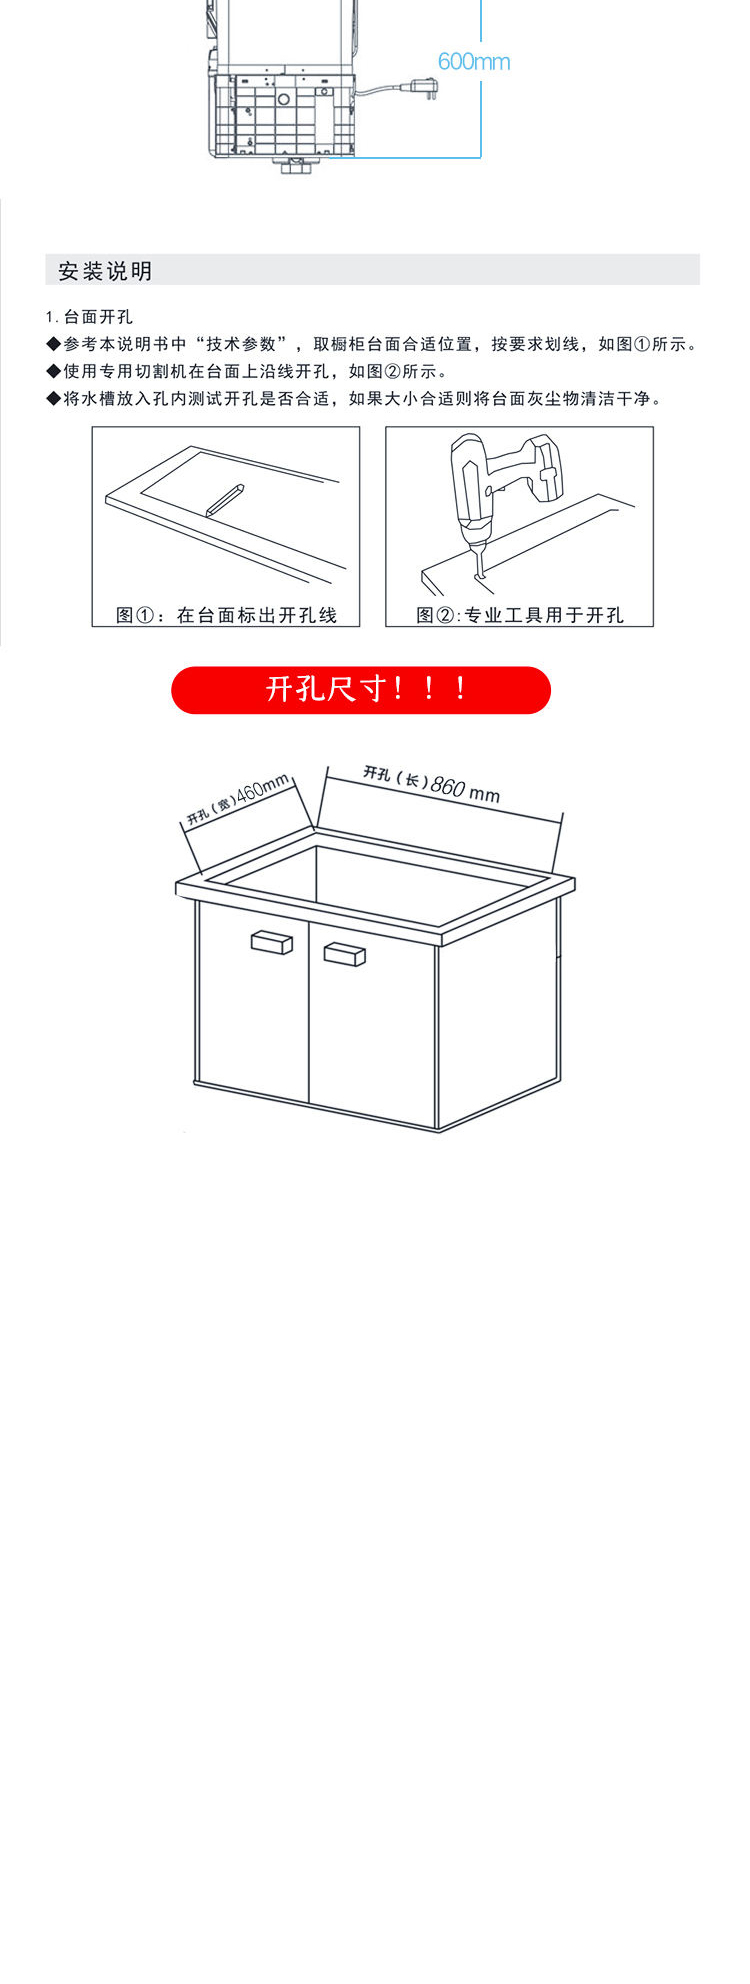 600mm
安装说明
1.台面开孔
◆参考本说明书中“技术参数”，取橱柜台面合适位置，按要求划线，如图①所示。
◆使用专用切割机在台面上沿线开孔，如图②所示。
◆将水槽放入孔内测试开孔是否合适，如果大小合适则将台面灰尘物清洁干净。
图①：在台面标出开孔线
图②:专业工具用于开孔
开孔尺寸！！！
开孔（宽）460mm
开孔（长）860 mm